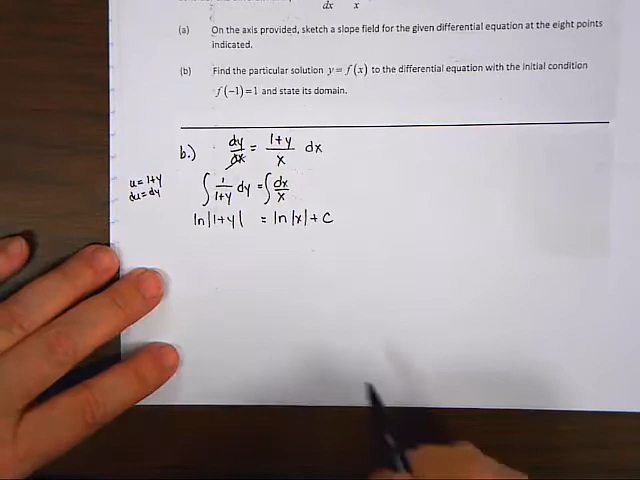 dx x
(a) On the axis provided, sketch a slope field for the given differential equation at the eight points
indicated.
(b) Find the particular solution y = f(x) to the differential equation with the initial condition
f(-1)=1 and state its domain.
b.) dy/dx = 1+y/x dx
u = 1+y
du = dy
∫ 1/1+y dy = ∫ dx/x
ln|1+y| = ln|x| + C